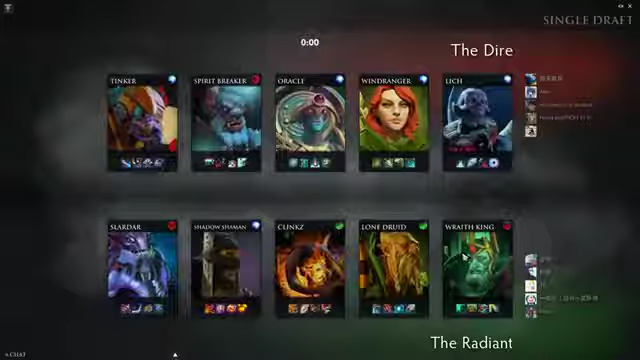 SINGLE DRAFT
0:00
The Dire
TINKER
SPIRIT BREAKER
ORACLE
WINDRANGER
LICH
SLARDAR
SHADOW SHAMAN
CLINKZ
LONE DRUID
WRAITH KING
The Radiant
CHAT